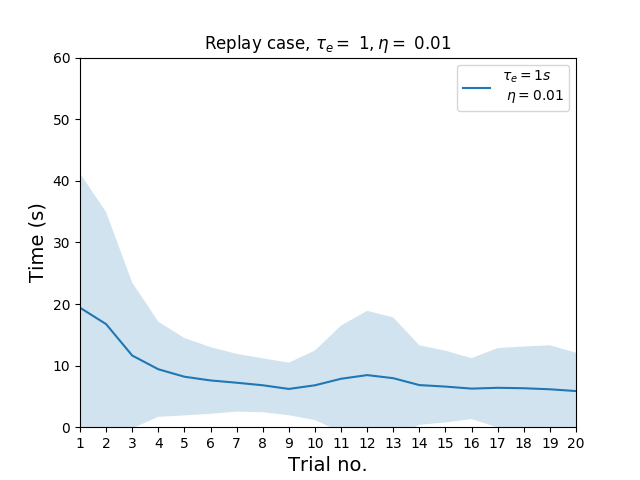 Replay case, τₑ = 1, η = 0.01
τₑ = 1s
η = 0.01
60
50
40
30
20
10
0
Time (s)
1 2 3 4 5 6 7 8 9 10 11 12 13 14 15 16 17 18 19 20
Trial no.